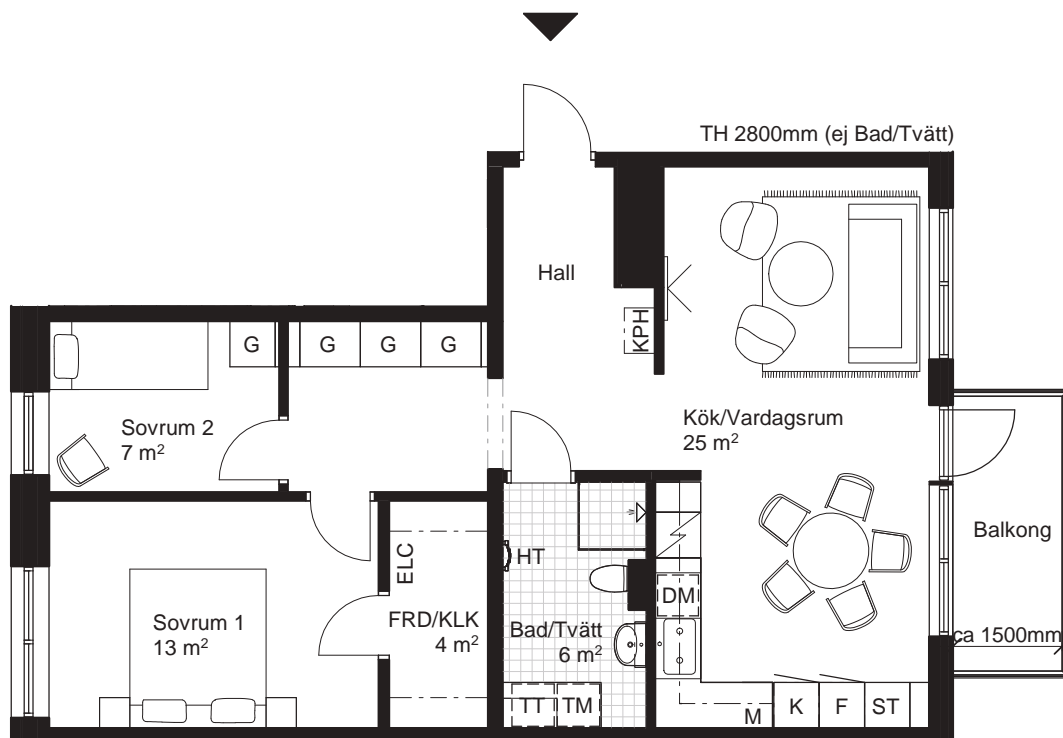 TH 2800mm (ej Bad/Tvätt)
Hall
KPH
G
G
G
G
Sovrum 2
7 m²
Kök/Vardagsrum
25 m²
Balkong
ca 1500mm
ELC
HT
DM
Sovrum 1
13 m²
FRD/KLK
4 m²
Bad/Tvätt
6 m²
TT
TM
M
K
F
ST